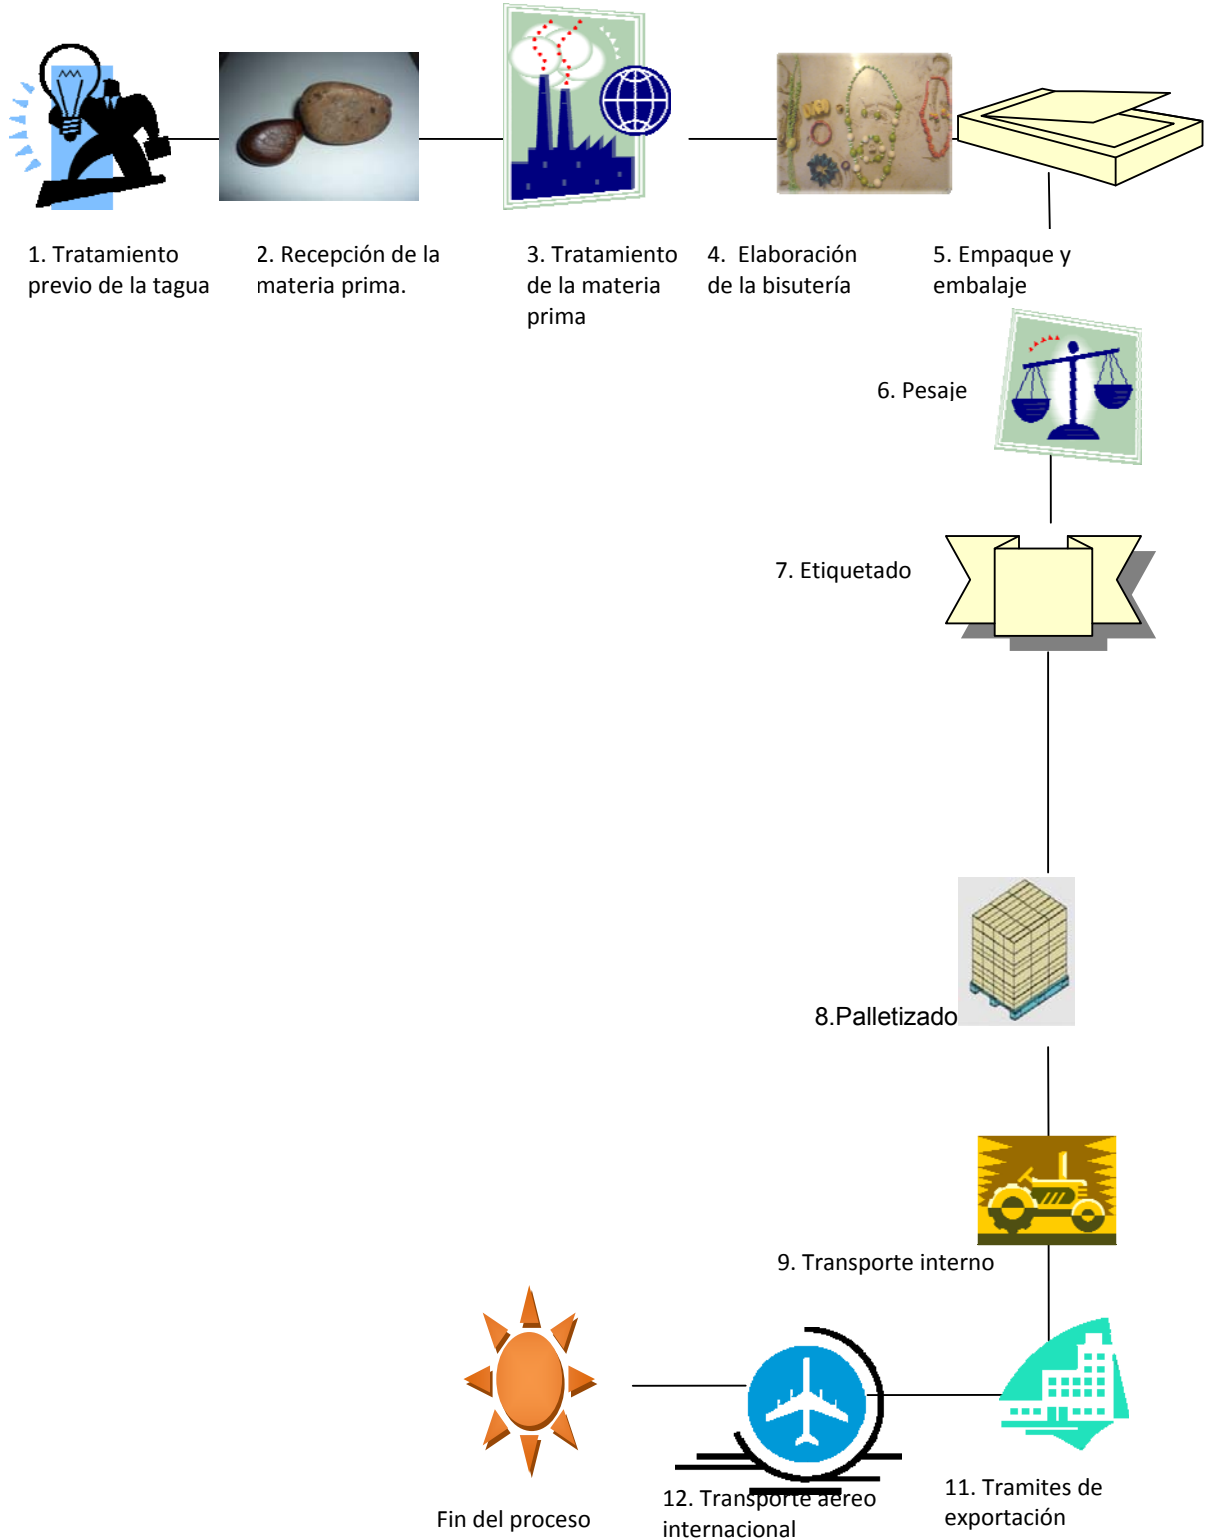 1. Tratamiento
previo de la tagua
2. Recepción de la
materia prima.
3. Tratamiento
de la materia
prima
4. Elaboración
de la bisutería
5. Empaque y
embalaje
6. Pesaje
7. Etiquetado
8.Palletizado
9. Transporte interno
11. Tramites de
exportación
12. Transporte aéreo
internacional
Fin del proceso